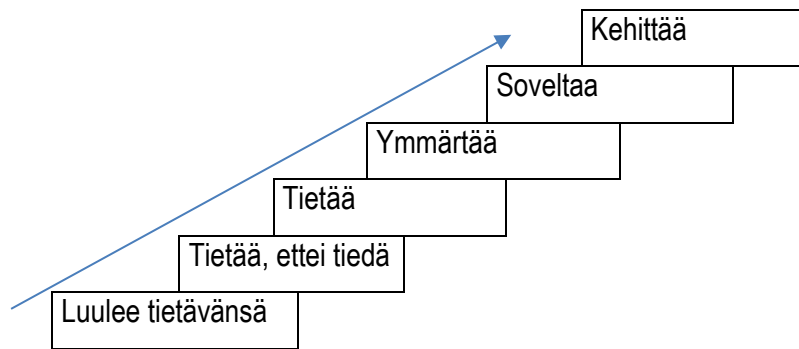 Kehittää
Soveltaa
Ymmärtää
Tietää
Tietää, ettei tiedä
Luulee tietävänsä